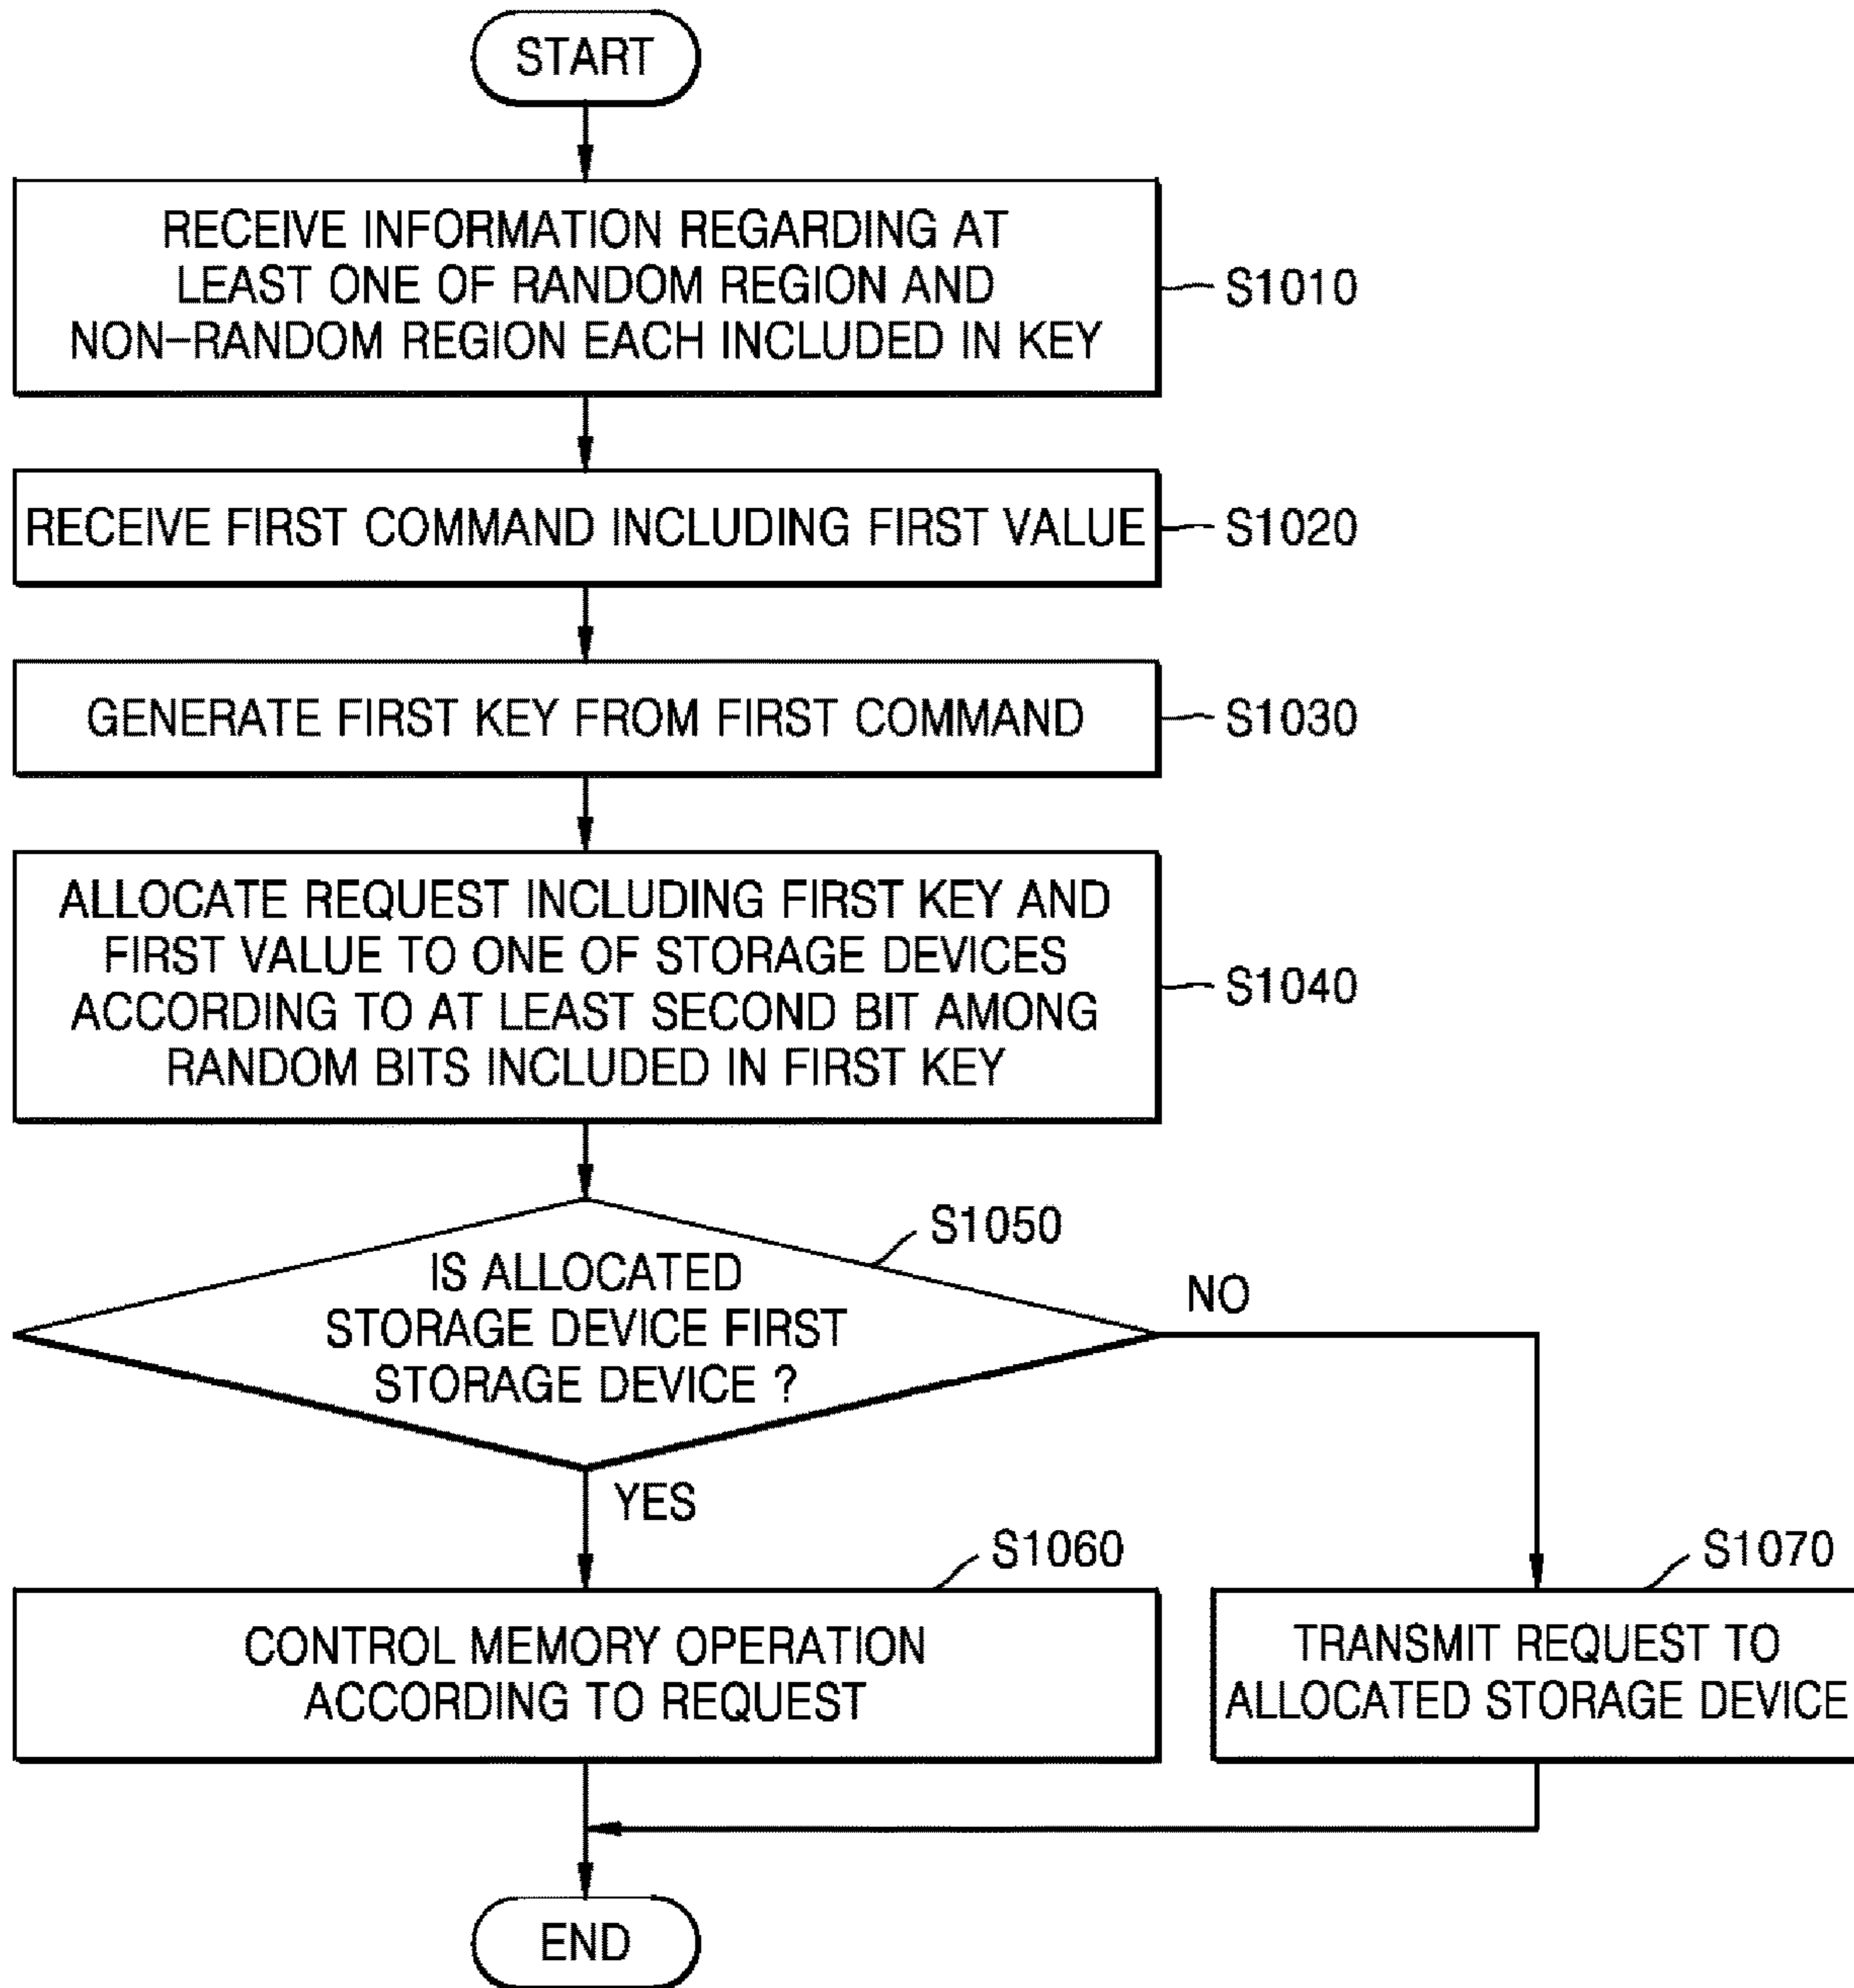 START
RECEIVE INFORMATION REGARDING AT
LEAST ONE OF RANDOM REGION AND
NON-RANDOM REGION EACH INCLUDED IN KEY
S1010
RECEIVE FIRST COMMAND INCLUDING FIRST VALUE
S1020
GENERATE FIRST KEY FROM FIRST COMMAND
S1030
ALLOCATE REQUEST INCLUDING FIRST KEY AND
FIRST VALUE TO ONE OF STORAGE DEVICES
ACCORDING TO AT LEAST SECOND BIT AMONG
RANDOM BITS INCLUDED IN FIRST KEY
S1040
S1050
IS ALLOCATED
STORAGE DEVICE FIRST
STORAGE DEVICE ?
NO
YES
S1060
CONTROL MEMORY OPERATION
ACCORDING TO REQUEST
S1070
TRANSMIT REQUEST TO
ALLOCATED STORAGE DEVICE
END